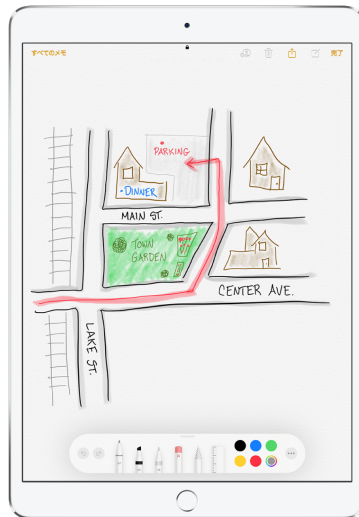 すべてのメモ
完了
PARKING
DINNER
MAIN ST.
TOWN
GARDEN
CENTER AVE.
LAKE ST.